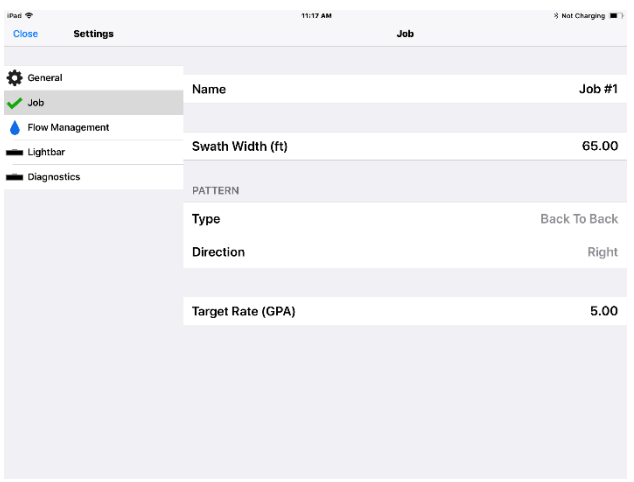 iPad 11:17 AM Not Charging
Close Settings Job
General
Job
Flow Management
Lightbar
Diagnostics
Name Job #1
Swath Width (ft) 65.00
PATTERN
Type Back To Back
Direction Right
Target Rate (GPA) 5.00